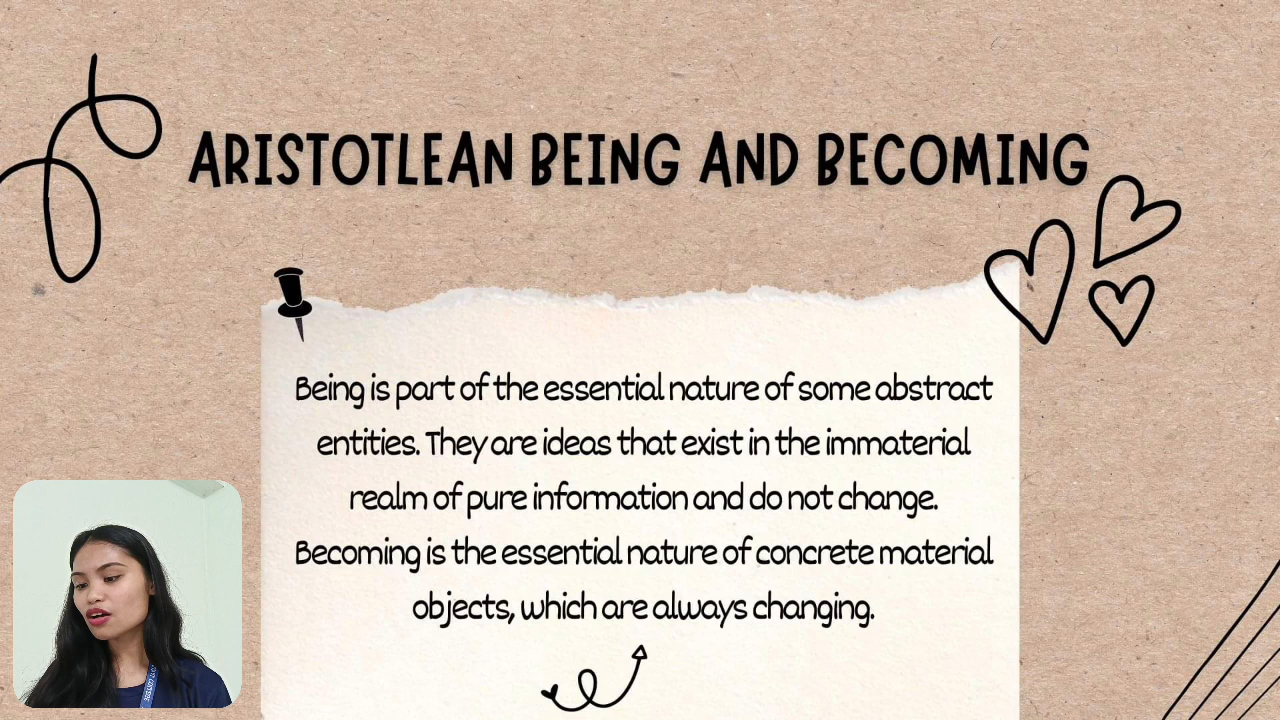 ARISTOTLEAN BEING AND BECOMING
Being is part of the essential nature of some abstract
entities. They are ideas that exist in the immaterial
realm of pure information and do not change.
Becoming is the essential nature of concrete material
objects, which are always changing.